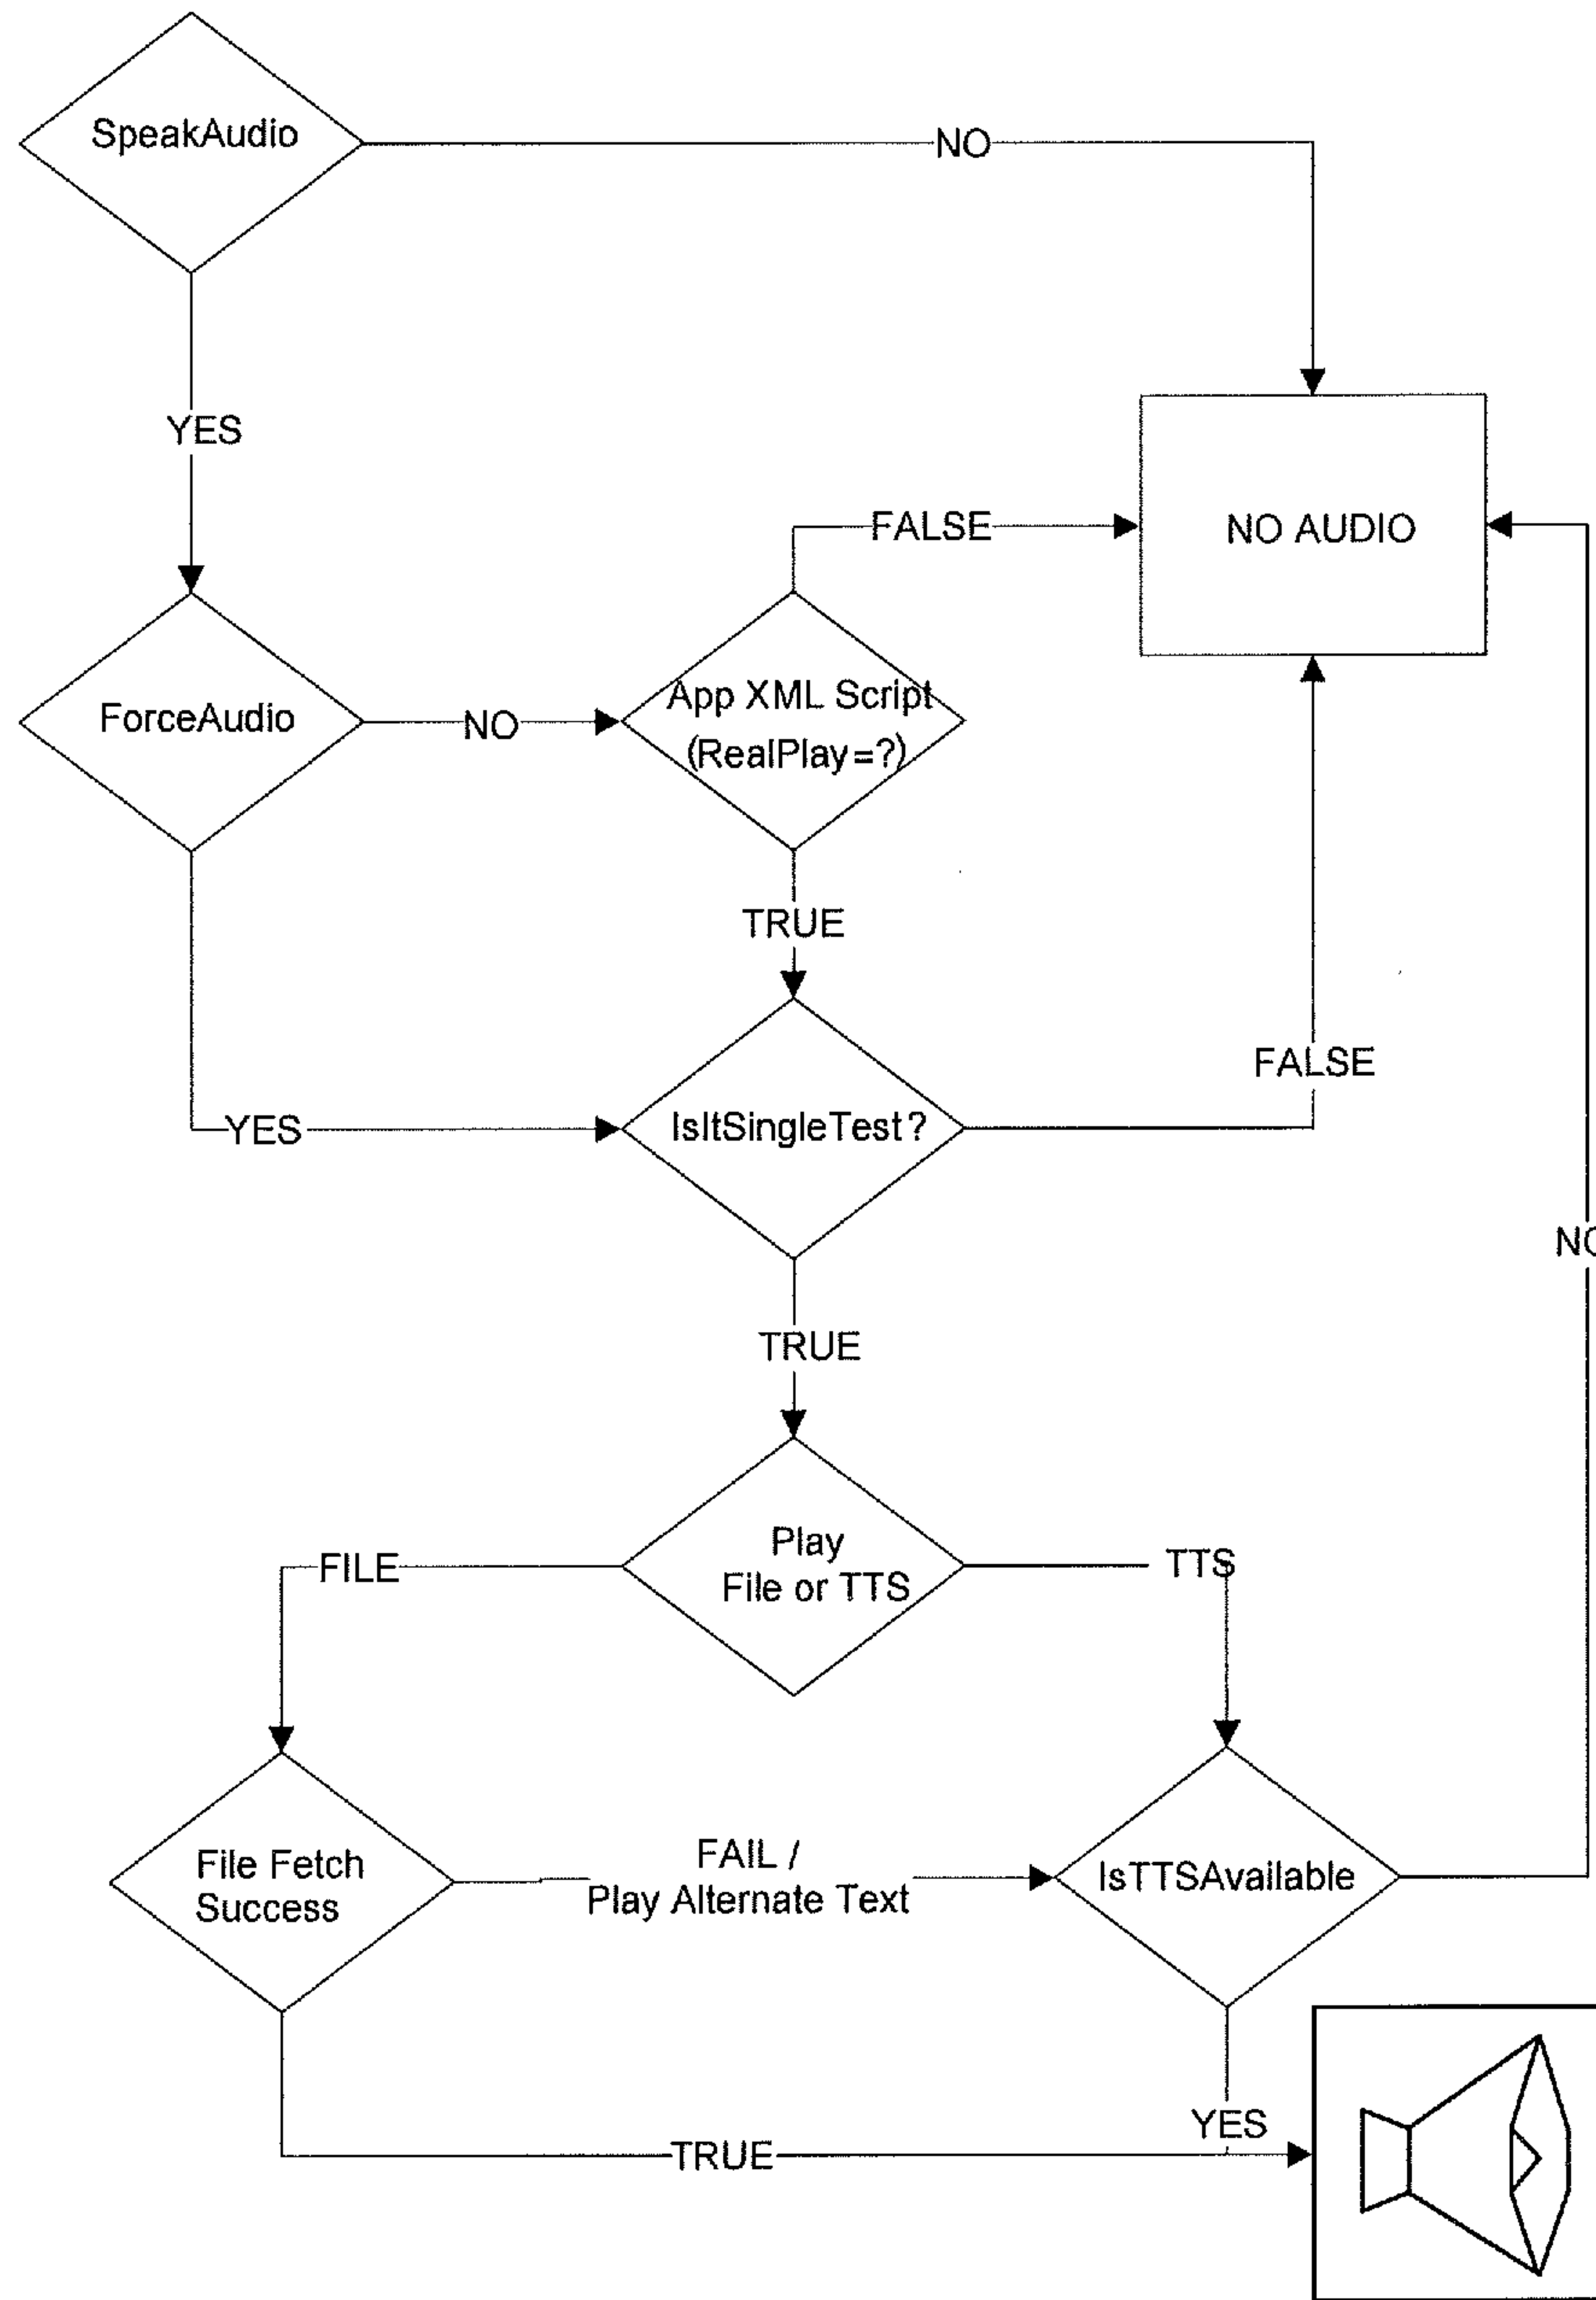 SpeakAudio
NO
YES
FALSE
NO AUDIO
ForceAudio
NO
App XML Script
(RealPlay=?)
TRUE
FALSE
YES
IsItSingleTest?
NO
TRUE
Play
File or TTS
FILE
TTS
File Fetch
Success
FAIL /
Play Alternate Text
IsTTSAvailable
YES
TRUE